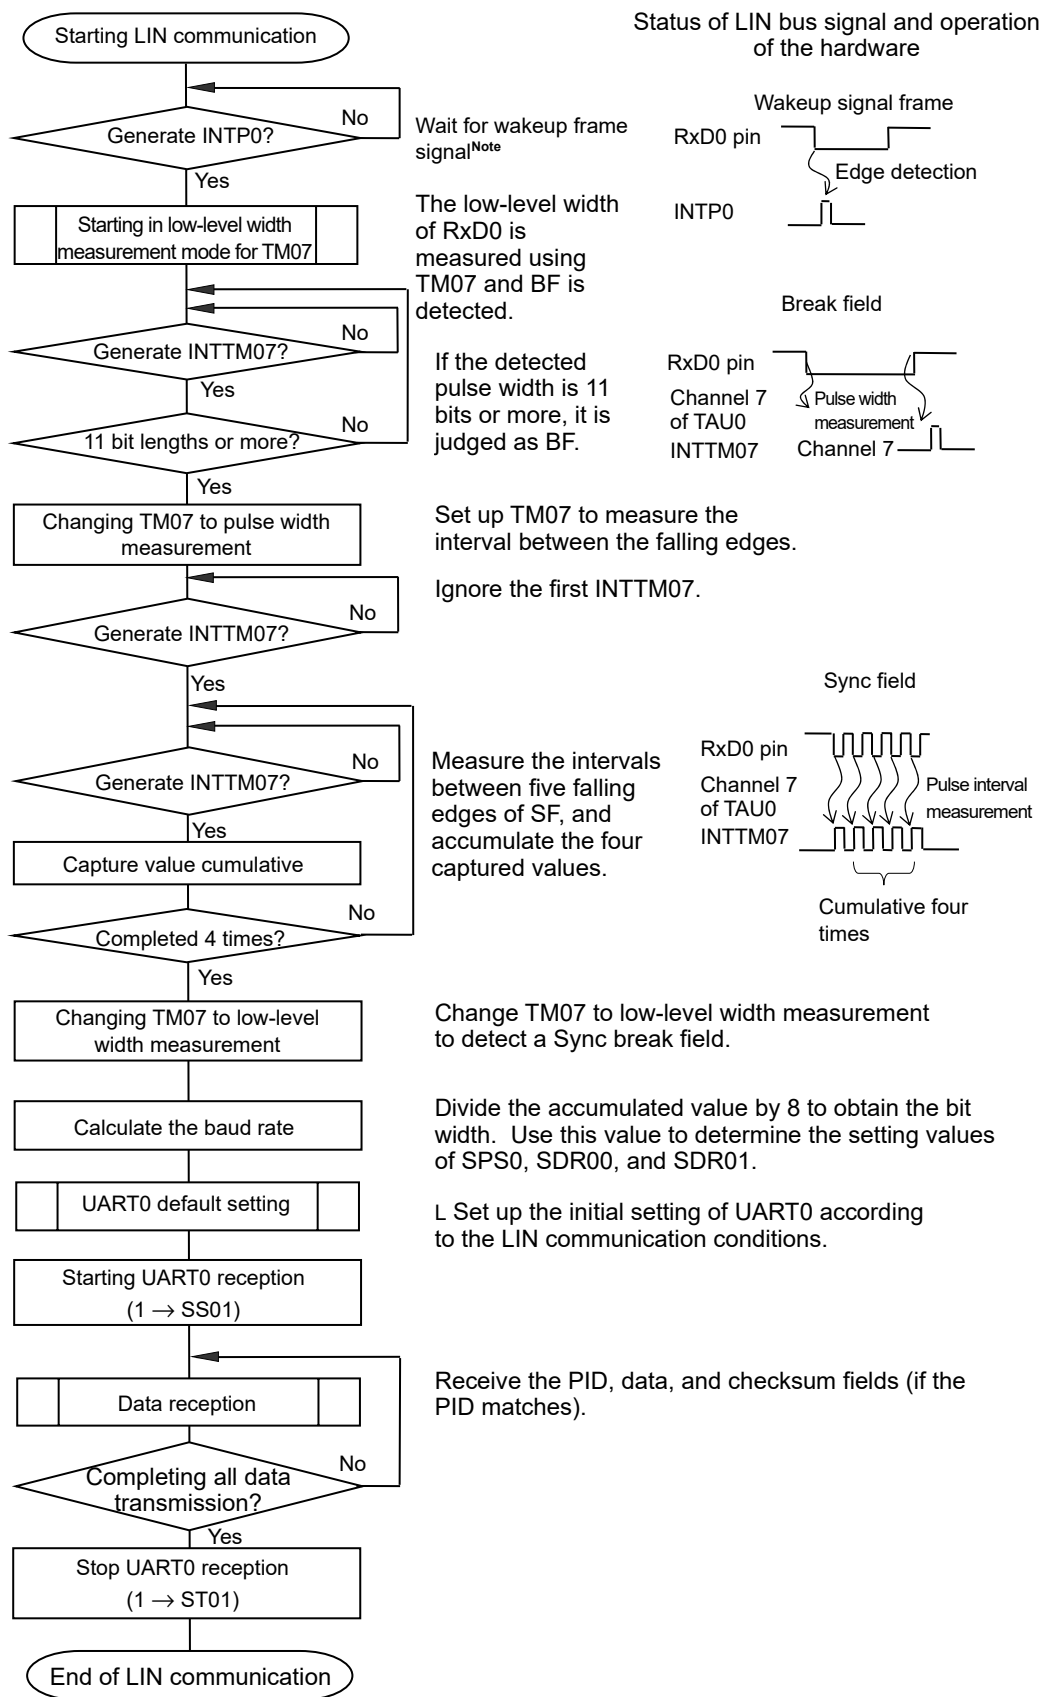 Starting LIN communication
Status of LIN bus signal and operation
of the hardware
Generate INTP0?
No
Yes
Wait for wakeup frame
signalNote
Wakeup signal frame
RxD0 pin
Edge detection
INTP0
Starting in low-level width
measurement mode for TM07
The low-level width
of RxD0 is
measured using
TM07 and BF is
detected.
Generate INTTM07?
No
Yes
11 bit lengths or more?
No
Yes
If the detected
pulse width is 11
bits or more, it is
judged as BF.
Break field
RxD0 pin
Channel 7
of TAU0
INTTM07
Pulse width
measurement
Channel 7
Changing TM07 to pulse width
measurement
Set up TM07 to measure the
interval between the falling edges.
Generate INTTM07?
No
Yes
Ignore the first INTTM07.
Generate INTTM07?
No
Yes
Capture value cumulative
Completed 4 times?
No
Yes
Measure the intervals
between five falling
edges of SF, and
accumulate the four
captured values.
Sync field
RxD0 pin
Channel 7
of TAU0
INTTM07
Pulse interval
measurement
Cumulative four
times
Changing TM07 to low-level
width measurement
Change TM07 to low-level width measurement
to detect a Sync break field.
Calculate the baud rate
Divide the accumulated value by 8 to obtain the bit
width. Use this value to determine the setting values
of SPS0, SDR00, and SDR01.
UART0 default setting
L Set up the initial setting of UART0 according
to the LIN communication conditions.
Starting UART0 reception
(1 → SS01)
Data reception
Receive the PID, data, and checksum fields (if the
PID matches).
Completing all data
transmission?
No
Yes
Stop UART0 reception
(1 → ST01)
End of LIN communication